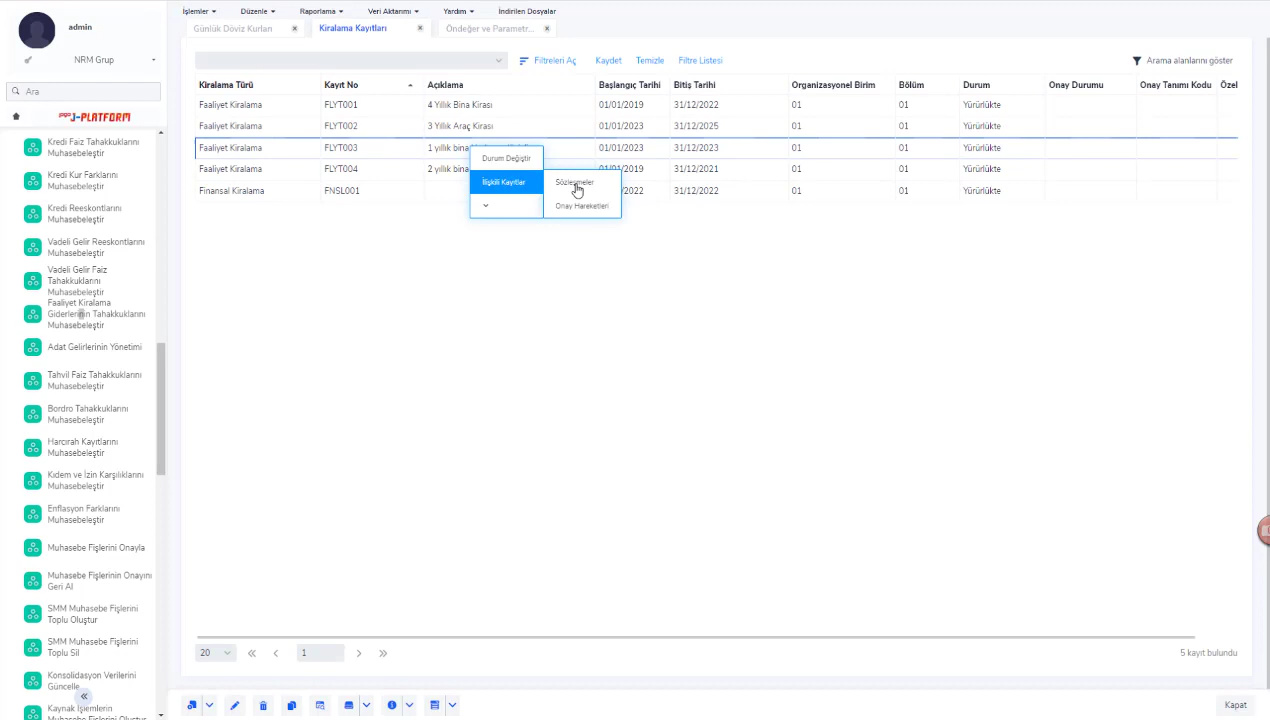 admin
NRM Grup
Ara
J-PLATFORM
Kredi Faiz Tahakkuklarını
Muhasebeleştir
Kredi Kur Farklarını
Muhasebeleştir
Kredi Reeskontlarını
Muhasebeleştir
Vadeli Gelir Reeskontlarını
Muhasebeleştir
Vadeli Gelir Faiz
Tahakkuklarını
Muhasebeleştir
Faaliyet Kiralama
Giderlerinin Tahakkuklarını
Muhasebeleştir
Adat Gelirlerinin Yönetimi
Tahvil Faiz Tahakkuklarını
Muhasebeleştir
Bordro Tahakkuklarını
Muhasebeleştir
Harcırah Kayıtlarını
Muhasebeleştir
Kıdem ve İzin Karşılıklarını
Muhasebeleştir
Enflasyon Farklarını
Muhasebeleştir
Muhasebe Fişlerini Onayla
Muhasebe Fişlerinin Onayını
Geri Al
SMM Muhasebe Fişlerini
Toplu Oluştur
SMM Muhasebe Fişlerini
Toplu Sil
Konsolidasyon Verilerini
Güncelle
Kaynak İşlemlerin
Muhasebe Fişlerini Oluştur
İşlemler Düzenle Raporlama Veri Aktarımı Yardım İndirilen Dosyalar
Günlük Döviz Kurları Kiralama Kayıtları Öndeğer ve Parametr...
Filtreleri Aç Kaydet Temizle Filtre Listesi Arama alanlarını göster
Kiralama Türü Kayıt No Açıklama Başlangıç Tarihi Bitiş Tarihi Organizasyonel Birim Bölüm Durum Onay Durumu Onay Tanımı Kodu Özel
Faaliyet Kiralama FLYT001 4 Yıllık Bina Kirası 01/01/2019 31/12/2022 01 01 Yürürlükte
Faaliyet Kiralama FLYT002 3 Yıllık Araç Kirası 01/01/2023 31/12/2025 01 01 Yürürlükte
Faaliyet Kiralama FLYT003 1 yıllık bina 01/01/2023 31/12/2023 01 01 Yürürlükte
Faaliyet Kiralama FLYT004 2 yıllık bina 01/01/2019 31/12/2021 01 01 Yürürlükte
Finansal Kiralama FNSL001 /2022 31/12/2022 01 01 Yürürlükte
Durum Değiştir
İlişkili Kayıtlar
Sözleşmeler
Onay Hareketleri
20 1 5 kayıt bulundu
Kapat